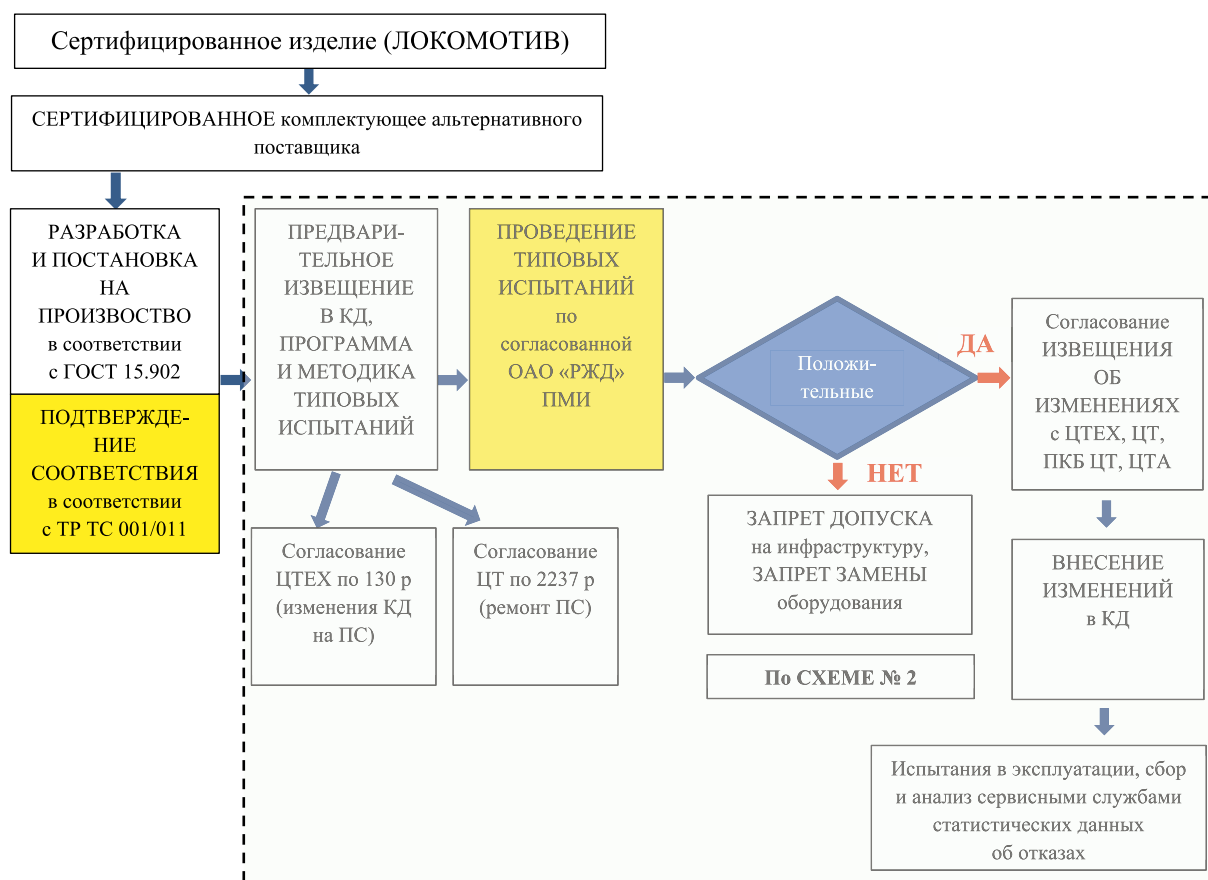 Сертифицированное изделие (ЛОКОМОТИВ)
СЕРТИФИЦИРОВАННОЕ комплектующее альтернативного
поставщика
РАЗРАБОТКА
И ПОСТАНОВКА
НА
ПРОИЗВОСТВО
в соответствии
с ГОСТ 15.902
ПОДТВЕРЖДЕ-
НИЕ
СООТВЕТСТВИЯ
в соответствии
с ТР ТС 001/011
ПРЕДВАРИ-
ТЕЛЬНОЕ
ИЗВЕЩЕНИЕ
В КД,
ПРОГРАММА
И МЕТОДИКА
ТИПОВЫХ
ИСПЫТАНИЙ
ПРОВЕДЕНИЕ
ТИПОВЫХ
ИСПЫТАНИЙ
по
согласованной
ОАО «РЖД»
ПМИ
Положи-
тельные
ДА
НЕТ
Согласование
ИЗВЕЩЕНИЯ
ОБ
ИЗМЕНЕНИЯХ
с ЦТЕХ, ЦТ,
ПКБ ЦТ, ЦТА
Согласование
ЦТЕХ по 130 р
(изменения КД
на ПС)
Согласование
ЦТ по 2237 р
(ремонт ПС)
ЗАПРЕТ ДОПУСКА
на инфраструктуру,
ЗАПРЕТ ЗАМЕНЫ
оборудования
По СХЕМЕ № 2
ВНЕСЕНИЕ
ИЗМЕНЕНИЙ
в КД
Испытания в эксплуатации, сбор
и анализ сервисными службами
статистических данных
об отказах